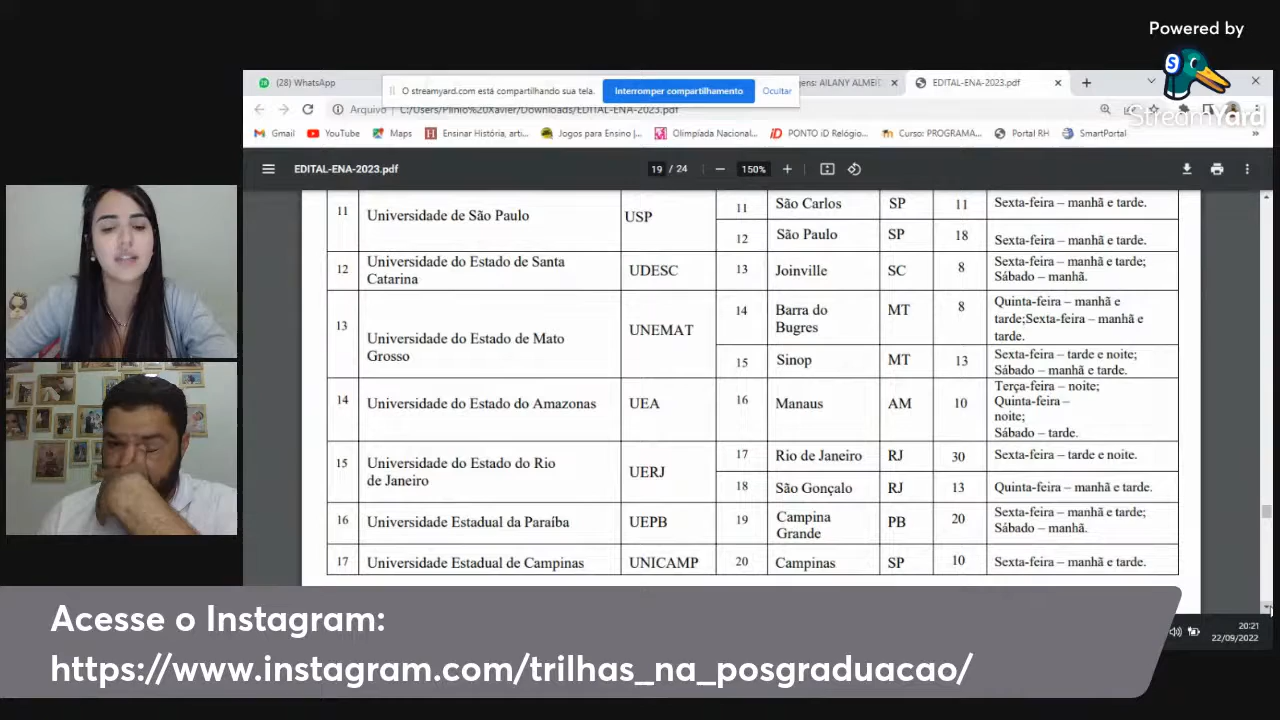 Powered by
StreamYard
(28) WhatsApp
O streamyard.com está compartilhando sua tela.
Interromper compartilhamento
Ocultar
gens: AILANY ALMEID
EDITAL-ENA-2023.pdf
Arquivo
C:/Users/Plinio%20Xavier/Downloads/EDITAL-ENA-2023.pdf
Gmail
YouTube
Maps
Ensinar História, arti...
Jogos para Ensino |...
Olimpíada Nacional...
PONTO iD Relógio...
Curso: PROGRAMA...
Portal RH
SmartPortal
EDITAL-ENA-2023.pdf
19 / 24
150%
11 Universidade de São Paulo USP 11 São Carlos SP 11 Sexta-feira – manhã e tarde.
12 São Paulo SP 18 Sexta-feira – manhã e tarde.
12 Universidade do Estado de Santa
Catarina
UDESC 13 Joinville SC 8 Sexta-feira – manhã e tarde;
Sábado – manhã.
13 Universidade do Estado de Mato
Grosso
UNEMAT 14 Barra do
Bugres
MT 8 Quinta-feira – manhã e
tarde;Sexta-feira – manhã e
tarde.
15 Sinop MT 13 Sexta-feira – tarde e noite;
Sábado – manhã e tarde.
14 Universidade do Estado do Amazonas UEA 16 Manaus AM 10 Terça-feira – noite;
Quinta-feira –
noite;
Sábado – tarde.
15 Universidade do Estado do Rio
de Janeiro
UERJ 17 Rio de Janeiro RJ 30 Sexta-feira – tarde e noite.
18 São Gonçalo RJ 13 Quinta-feira – manhã e tarde.
16 Universidade Estadual da Paraíba UEPB 19 Campina
Grande
PB 20 Sexta-feira – manhã e tarde;
Sábado – manhã.
17 Universidade Estadual de Campinas UNICAMP 20 Campinas SP 10 Sexta-feira – manhã e tarde.
20:21
22/09/2022
Acesse o Instagram:
https://www.instagram.com/trilhas_na_posgraduacao/